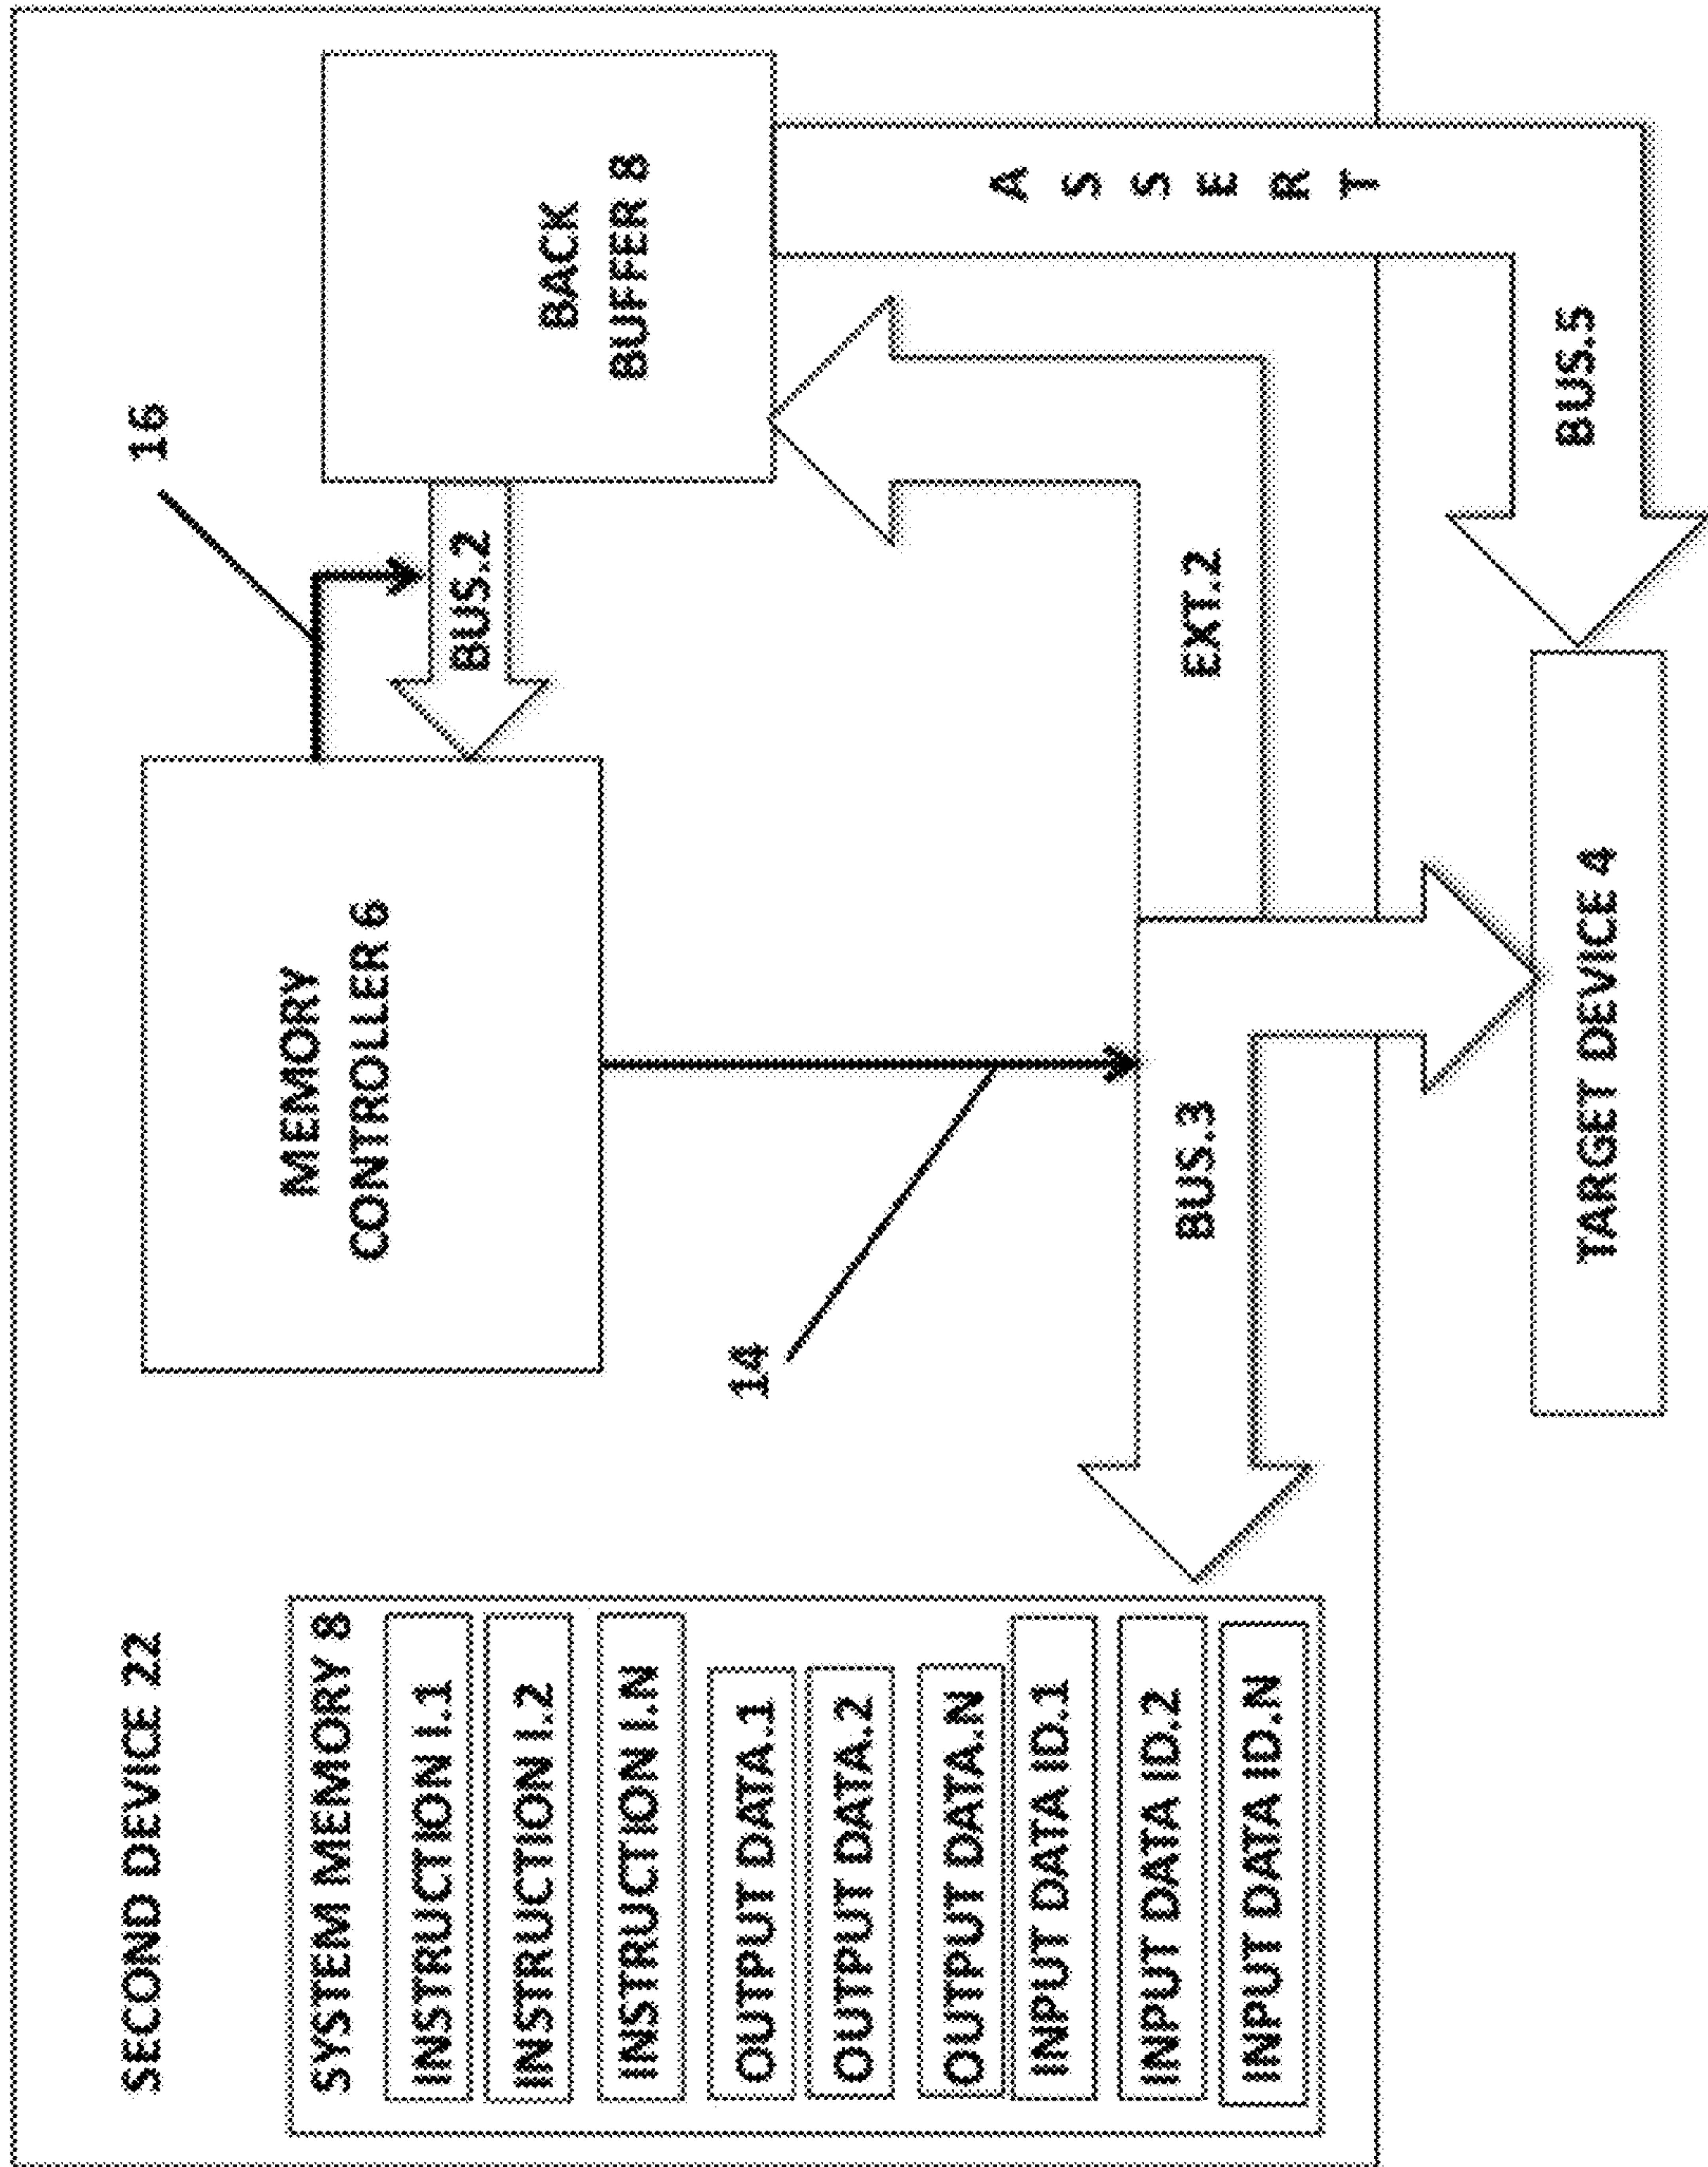 SECOND DEVICE 22
SYSTEM MEMORY 8
INSTRUCTION I.1
INSTRUCTION I.2
INSTRUCTION I.N
OUTPUT DATA.1
OUTPUT DATA.2
OUTPUT DATA.N
INPUT DATA ID.1
INPUT DATA ID.2
INPUT DATA ID.N
MEMORY
CONTROLLER 6
14
16
BUS.2
BACK
BUFFER 8
BUS.3
EXT.2
A
S
S
E
R
T
BUS.5
TARGET DEVICE 4